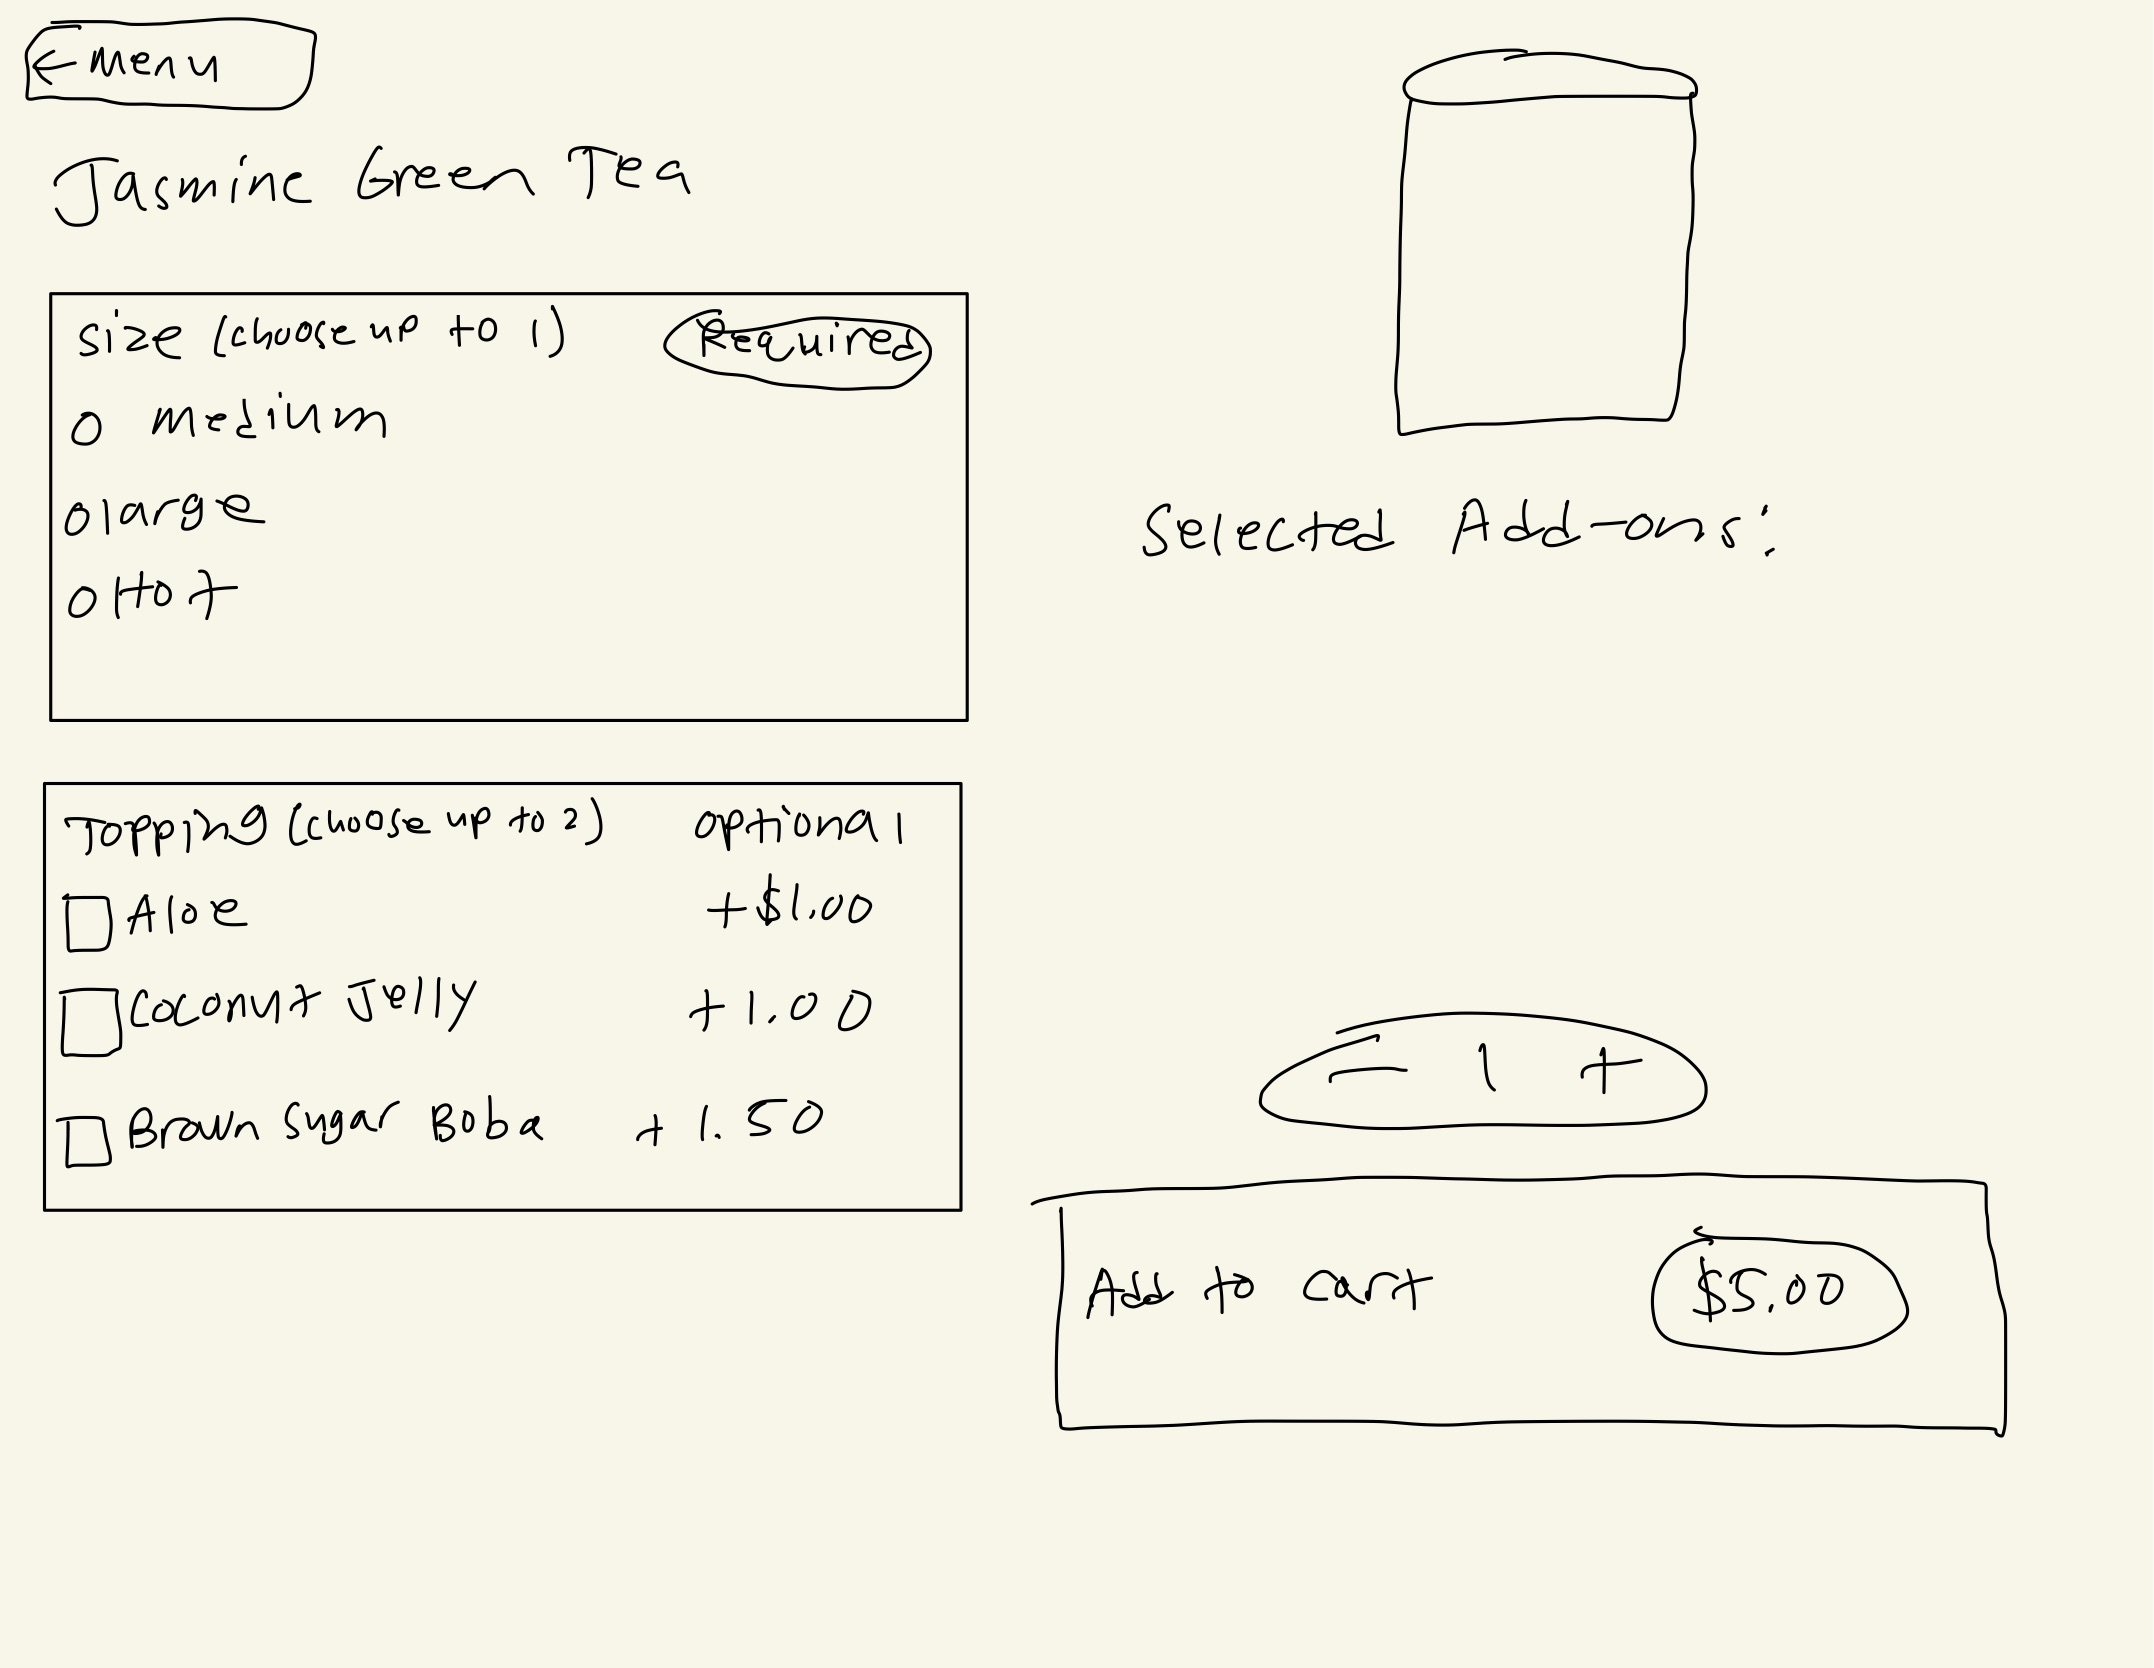 ← Menu
Jasmine Green Tea
Size (choose up to 1) Required
O medium
O large
O Hot
Topping (choose up to 2) optional
Aloe +$1.00
Coconut Jelly +1.00
Brown Sugar Boba +1.50
Selected Add-ons:
− 1 +
Add to cart $5.00